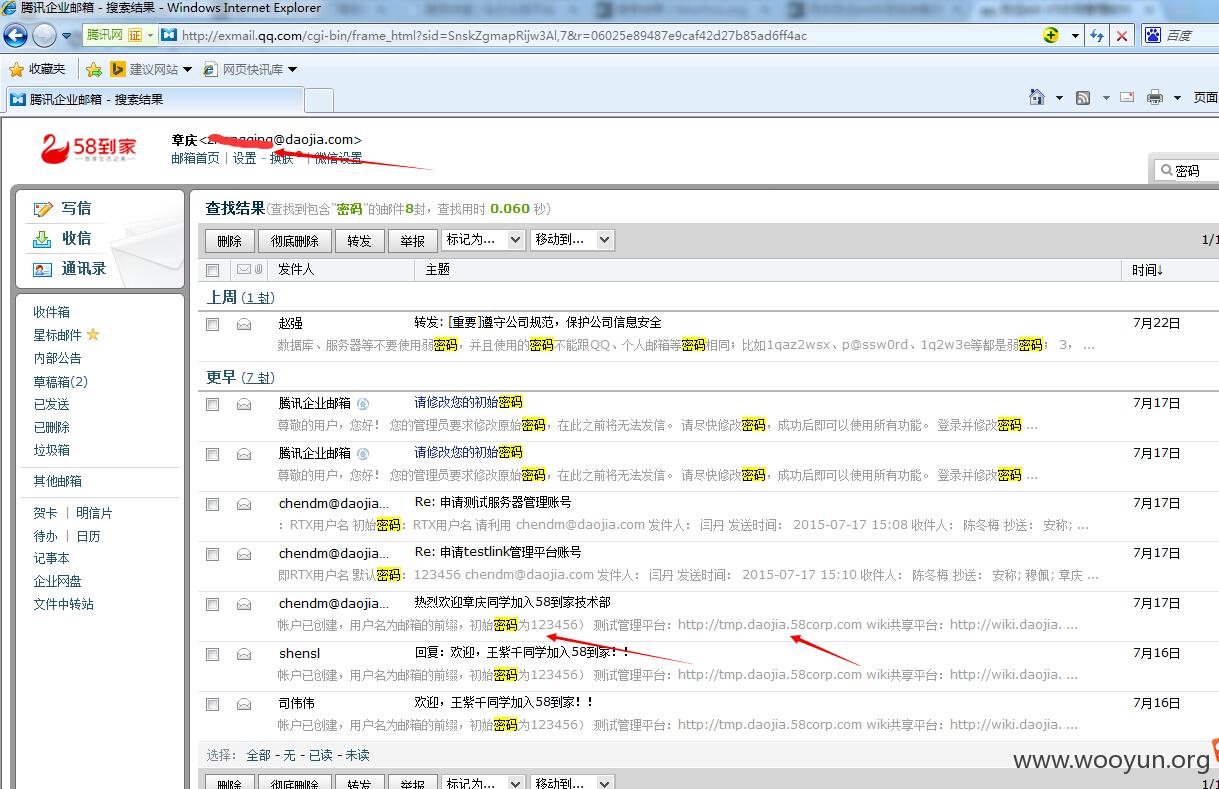 腾讯企业邮箱 - 搜索结果 - Windows Internet Explorer
腾讯网 证 http://exmail.qq.com/cgi-bin/frame_html?sid=SnskZgmapRijw3Al,7&r=06025e89487e9caf42d27b85ad6ff4ac 百度
收藏夹 建议网站 网页快讯库
腾讯企业邮箱 - 搜索结果 页面
58到家 章庆<@daojia.com>
邮箱首页 | 设置 - 换肤 | 微信设置
密码
写信
收信
通讯录
收件箱
星标邮件
内部公告
草稿箱(2)
已发送
已删除
垃圾箱
其他邮箱
贺卡 | 明信片
待办 | 日历
记事本
企业网盘
文件中转站
查找结果(查找到包含"密码"的邮件8封，查找用时 0.060 秒)
删除 彻底删除 转发 举报 标记为... 移动到... 1/1
发件人 主题 时间↓
上周 (1 封)
赵强 转发: [重要]遵守公司规范，保护公司信息安全 7月22日
数据库、服务器等不要使用弱密码，并且使用的密码不能跟QQ、个人邮箱等密码相同；比如1qaz2wsx、p@ssw0rd、1q2w3e等都是弱密码； 3， ...
更早 (7 封)
腾讯企业邮箱 请修改您的初始密码 7月17日
尊敬的用户，您好！ 您的管理员要求修改原始密码，在此之前将无法发信。 请尽快修改密码，成功后即可以使用所有功能。 登录并修改密码 ...
腾讯企业邮箱 请修改您的初始密码 7月17日
尊敬的用户，您好！ 您的管理员要求修改原始密码，在此之前将无法发信。 请尽快修改密码，成功后即可以使用所有功能。 登录并修改密码 ...
chendm@daojia... Re: 申请测试服务器管理账号 7月17日
：RTX用户名 初始密码：RTX用户名 请利用 chendm@daojia.com 发件人： 闫丹 发送时间： 2015-07-17 15:08 收件人： 陈冬梅 抄送： 安称; ...
chendm@daojia... Re: 申请testlink管理平台账号 7月17日
即RTX用户名 默认密码：123456 chendm@daojia.com 发件人： 闫丹 发送时间： 2015-07-17 15:10 收件人： 陈冬梅 抄送： 安称; 穆佩; 章庆 ...
chendm@daojia... 热烈欢迎章庆同学加入58到家技术部 7月17日
帐户已创建，用户名为邮箱的前缀，初始密码为123456） 测试管理平台：http://tmp.daojia.58corp.com wiki共享平台：http://wiki.daojia. ...
shensl 回复：欢迎，王紫千同学加入58到家！！ 7月16日
帐户已创建，用户名为邮箱的前缀，初始密码为123456） 测试管理平台：http://tmp.daojia.58corp.com wiki共享平台：http://wiki.daojia. ...
司伟伟 欢迎，王紫千同学加入58到家！！ 7月16日
帐户已创建，用户名为邮箱的前缀，初始密码为123456） 测试管理平台：http://tmp.daojia.58corp.com wiki共享平台：http://wiki.daojia. ...
选择： 全部 - 无 - 已读 - 未读
删除 彻底删除 转发 举报 标记为... 移动到... 1/1
www.wooyun.org